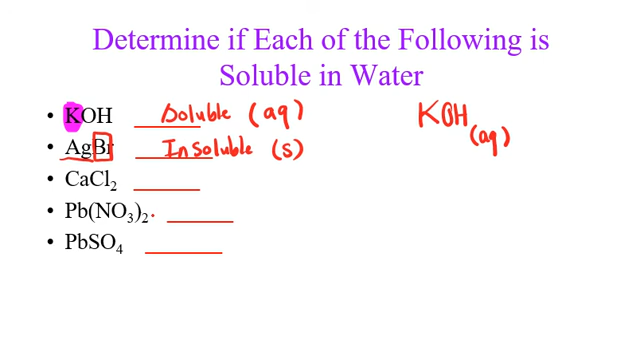 Determine if Each of the Following is
Soluble in Water
• KOH Soluble (aq) KOH (aq)
• AgBr Insoluble (s)
• CaCl₂
• Pb(NO₃)₂
• PbSO₄